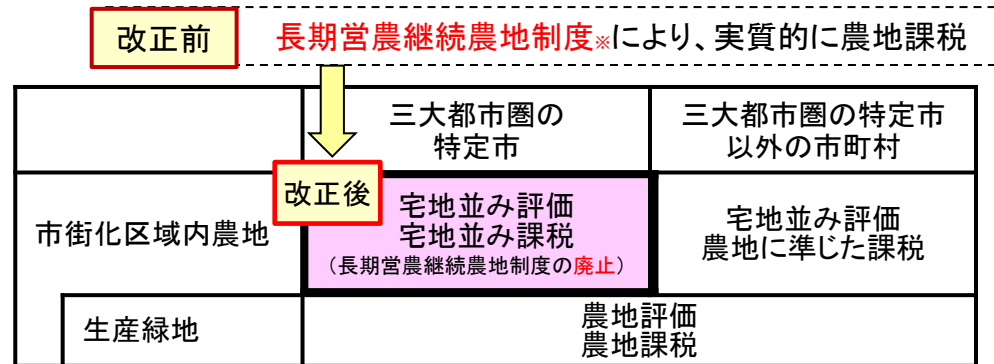 改正前
長期営農継続農地制度※により、実質的に農地課税
三大都市圏の
特定市
三大都市圏の特定市
以外の市町村
改正後
市街化区域内農地
宅地並み評価
宅地並み課税
（長期営農継続農地制度の廃止）
宅地並み評価
農地に準じた課税
生産緑地
農地評価
農地課税